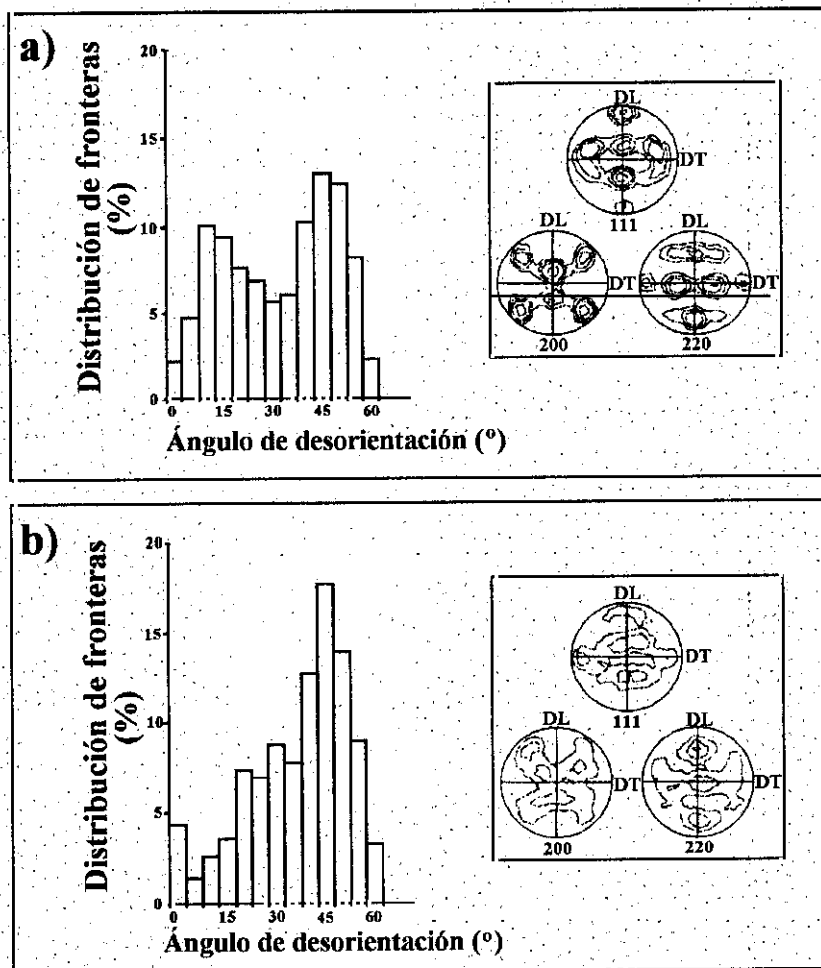 a)
Distribución de fronteras
(%)
20
15
10
5
0
0 15 30 45 60
Ángulo de desorientación (º)
DL
DT
111
DL
DT
200
DL
DT
220
b)
Distribución de fronteras
(%)
20
15
10
5
0
0 15 30 45 60
Ángulo de desorientación (º)
DL
DT
111
DL
DT
200
DL
DT
220